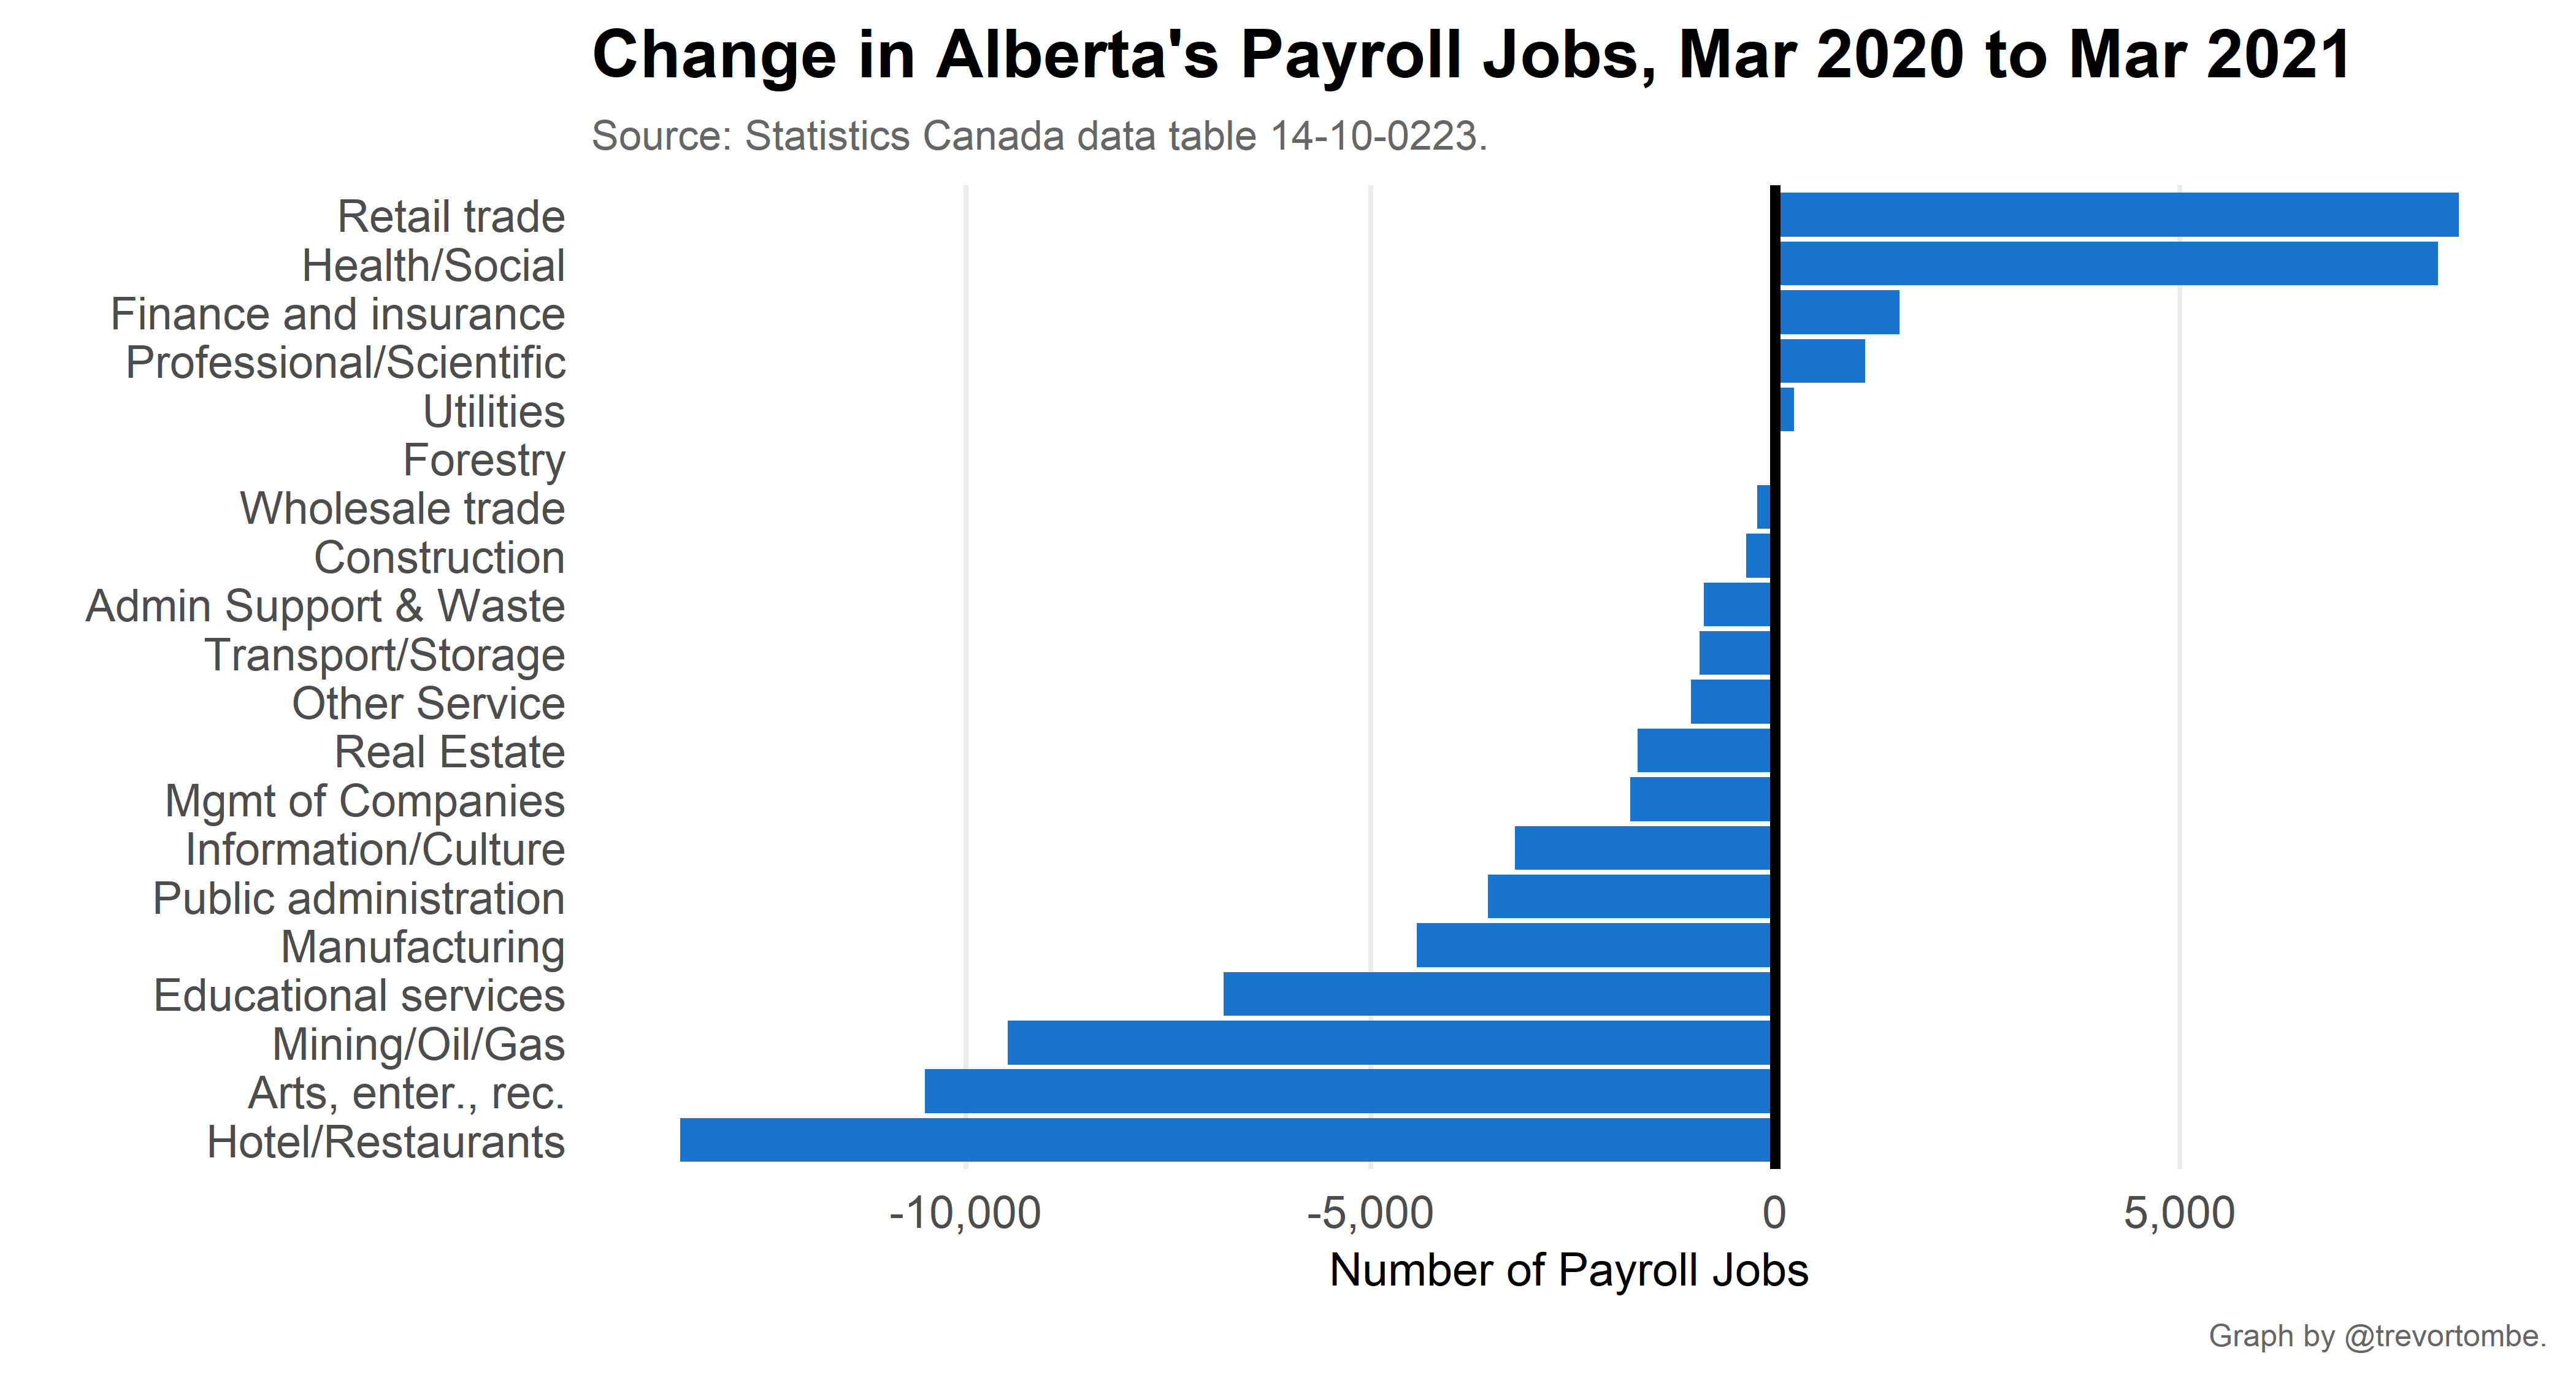 Change in Alberta's Payroll Jobs, Mar 2020 to Mar 2021
Source: Statistics Canada data table 14-10-0223.
Retail trade
Health/Social
Finance and insurance
Professional/Scientific
Utilities
Forestry
Wholesale trade
Construction
Admin Support & Waste
Transport/Storage
Other Service
Real Estate
Mgmt of Companies
Information/Culture
Public administration
Manufacturing
Educational services
Mining/Oil/Gas
Arts, enter., rec.
Hotel/Restaurants
-10,000 -5,000 0 5,000
Number of Payroll Jobs
Graph by @trevortombe.